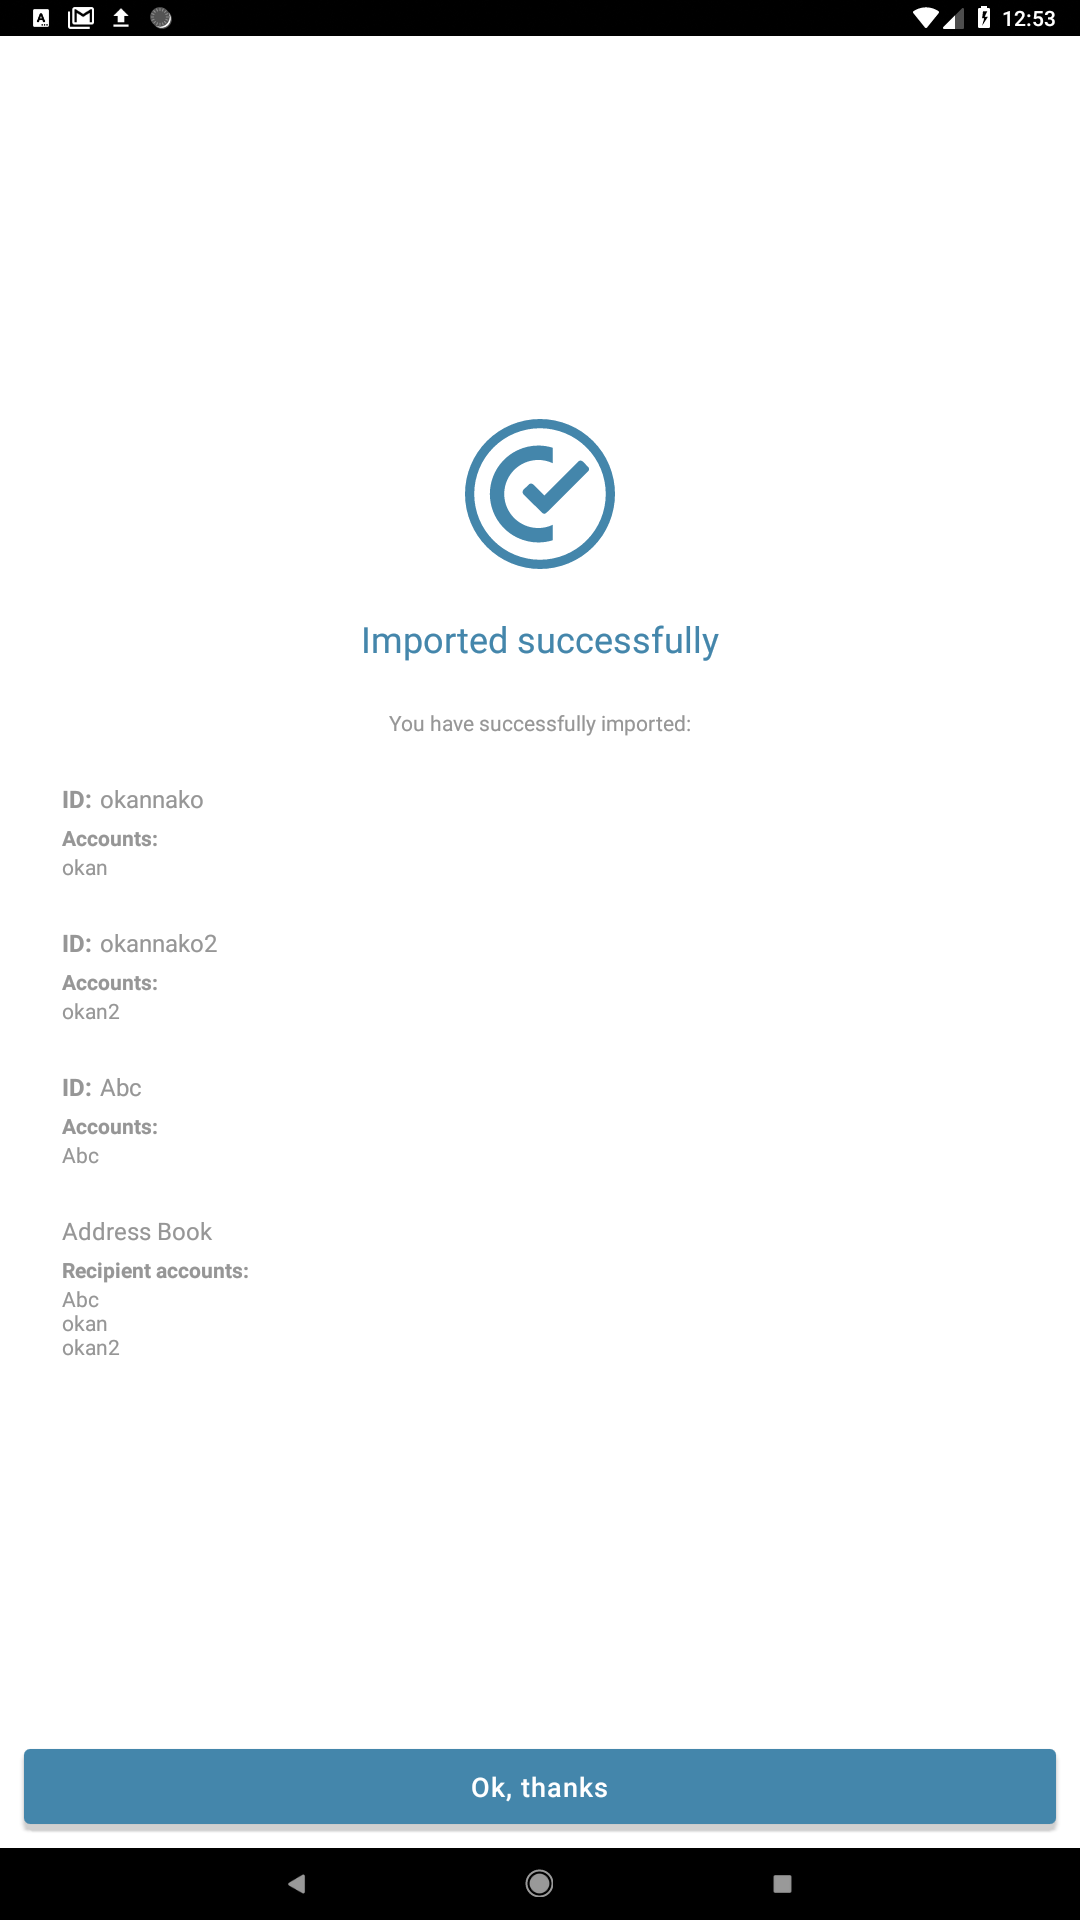 12:53
Imported successfully
You have successfully imported:
ID: okannako
Accounts:
okan
ID: okannako2
Accounts:
okan2
ID: Abc
Accounts:
Abc
Address Book
Recipient accounts:
Abc
okan
okan2
Ok, thanks